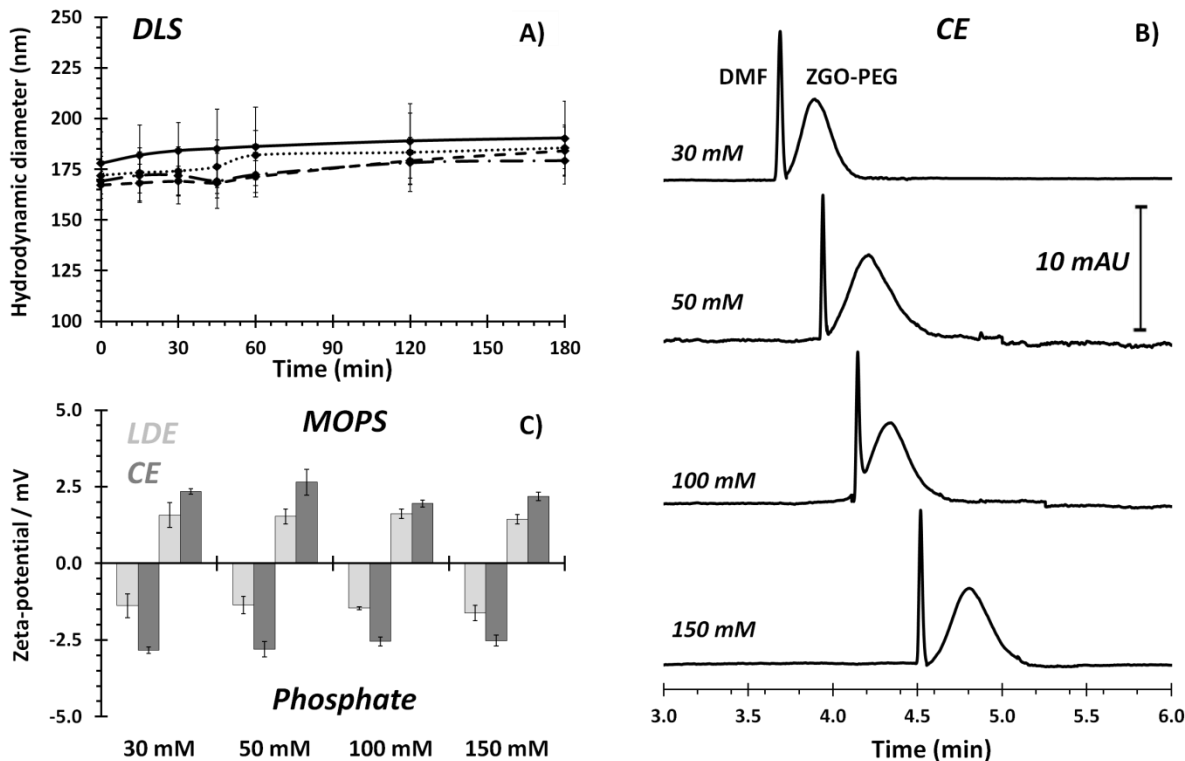 DLS
A)
Hydrodynamic diameter (nm)
250
225
200
175
150
125
100
0
30
60
90
120
150
180
Time (min)
CE
B)
DMF
ZGO-PEG
30 mM
50 mM
10 mAU
100 mM
150 mM
3.0
3.5
4.0
4.5
5.0
5.5
6.0
Time (min)
MOPS
C)
LDE
CE
Zeta-potential / mV
5.0
2.5
0.0
-2.5
-5.0
Phosphate
30 mM
50 mM
100 mM
150 mM